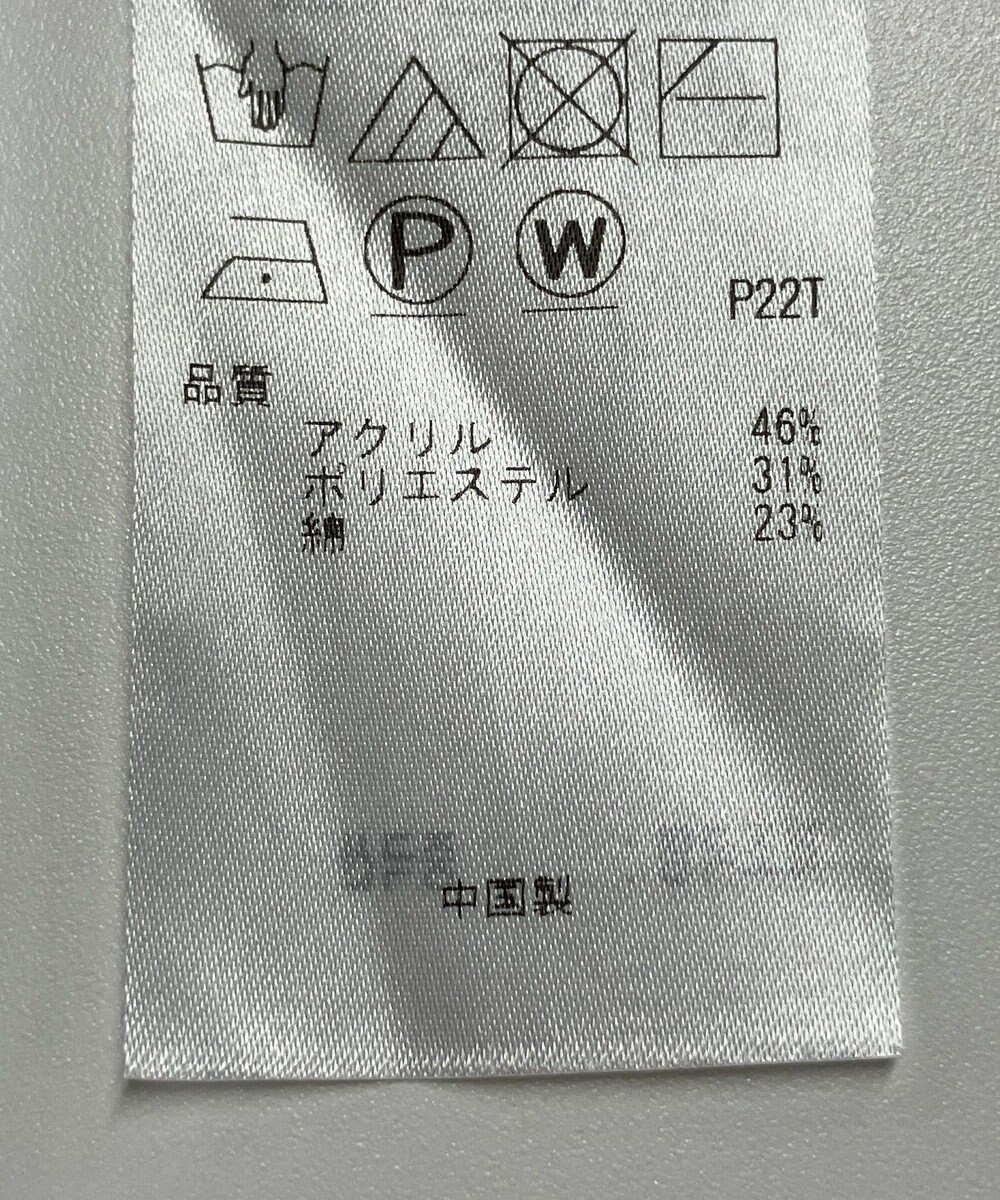 P W
P22T
品質
アクリル 46%
ポリエステル 31%
綿 23%
中国製